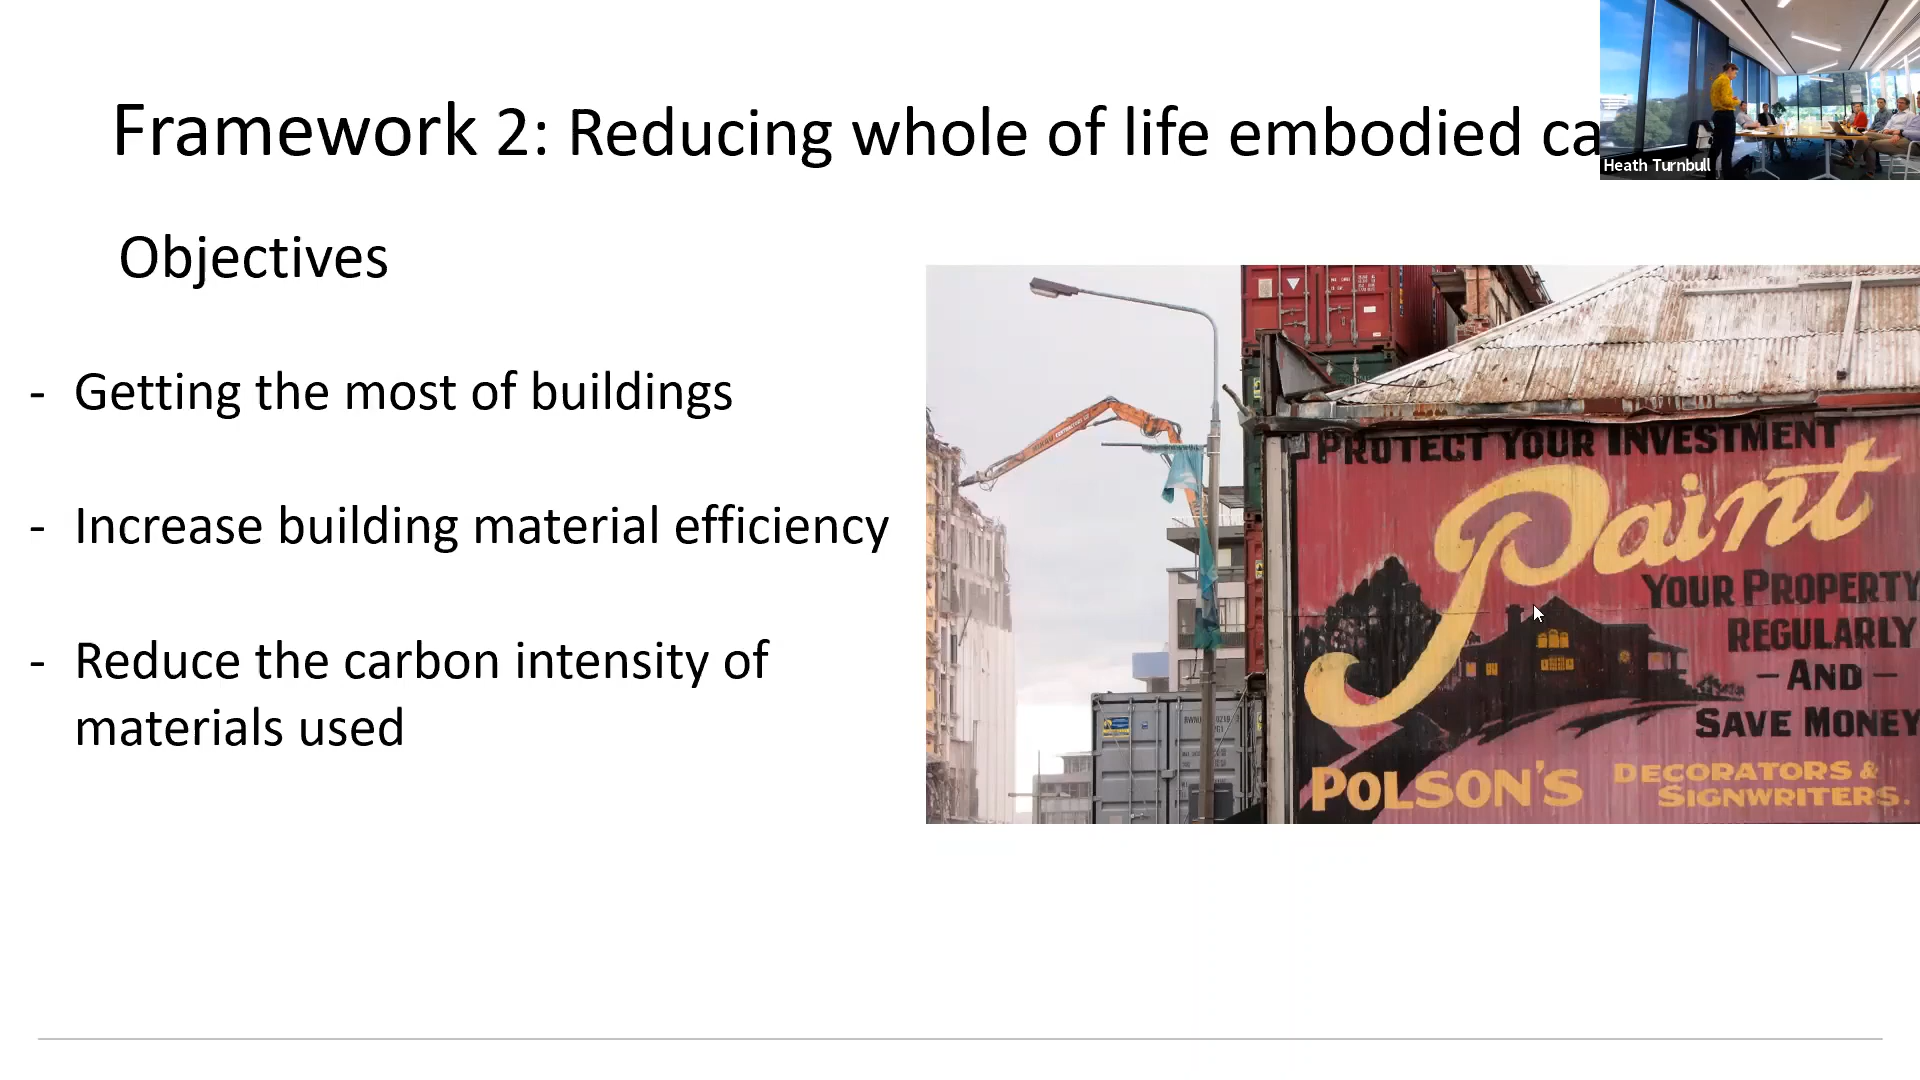 Framework 2: Reducing whole of life embodied ca
Heath Turnbull
Objectives
- Getting the most of buildings
- Increase building material efficiency
- Reduce the carbon intensity of
materials used
PROTECT YOUR INVESTMENT
Paint
YOUR PROPERTY
REGULARLY
– AND –
SAVE MONEY
POLSON'S DECORATORS &
SIGNWRITERS.